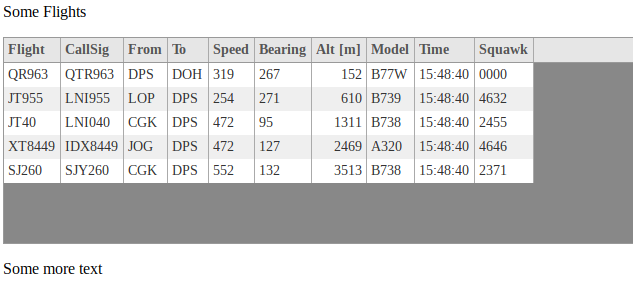 Some Flights
Flight CallSig From To Speed Bearing Alt [m] Model Time Squawk
QR963 QTR963 DPS DOH 319 267 152 B77W 15:48:40 0000
JT955 LNI955 LOP DPS 254 271 610 B739 15:48:40 4632
JT40 LNI040 CGK DPS 472 95 1311 B738 15:48:40 2455
XT8449 IDX8449 JOG DPS 472 127 2469 A320 15:48:40 4646
SJ260 SJY260 CGK DPS 552 132 3513 B738 15:48:40 2371
Some more text